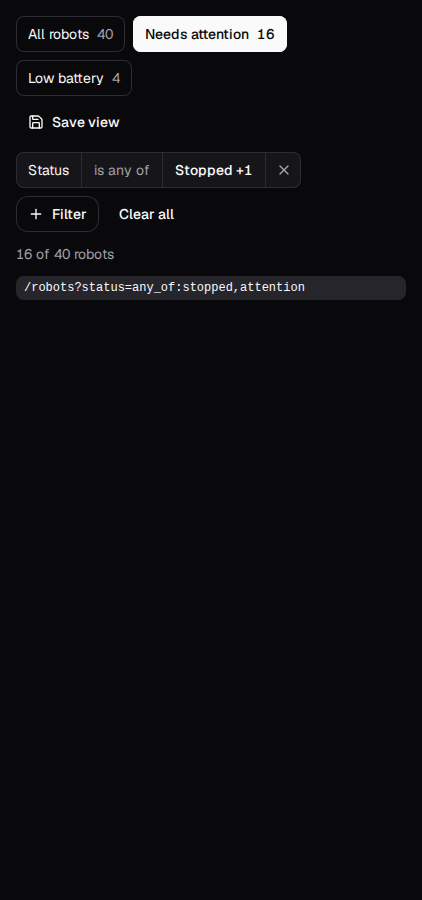 All robots 40 Needs attention 16
Low battery 4
Save view
Status is any of Stopped +1
Filter Clear all
16 of 40 robots
/robots?status=any_of:stopped,attention